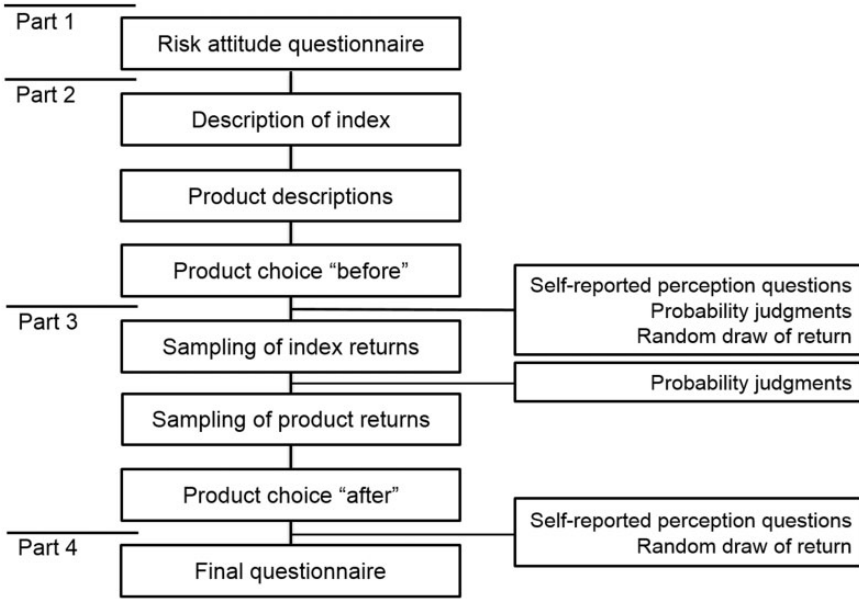 Part 1
Risk attitude questionnaire
Part 2
Description of index
Product descriptions
Product choice “before”
Self-reported perception questions
Probability judgments
Random draw of return
Part 3
Sampling of index returns
Probability judgments
Sampling of product returns
Product choice “after”
Self-reported perception questions
Random draw of return
Part 4
Final questionnaire